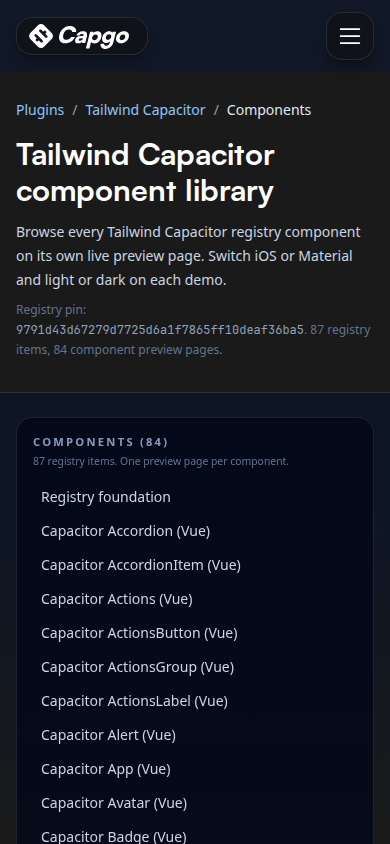 Capgo
Plugins / Tailwind Capacitor / Components
Tailwind Capacitor
component library
Browse every Tailwind Capacitor registry component
on its own live preview page. Switch iOS or Material
and light or dark on each demo.
Registry pin:
9791d43d67279d7725d6a1f7865ff10deaf36ba5. 87 registry
items, 84 component preview pages.
COMPONENTS (84)
87 registry items. One preview page per component.
Registry foundation
Capacitor Accordion (Vue)
Capacitor AccordionItem (Vue)
Capacitor Actions (Vue)
Capacitor ActionsButton (Vue)
Capacitor ActionsGroup (Vue)
Capacitor ActionsLabel (Vue)
Capacitor Alert (Vue)
Capacitor App (Vue)
Capacitor Avatar (Vue)
Capacitor Badge (Vue)